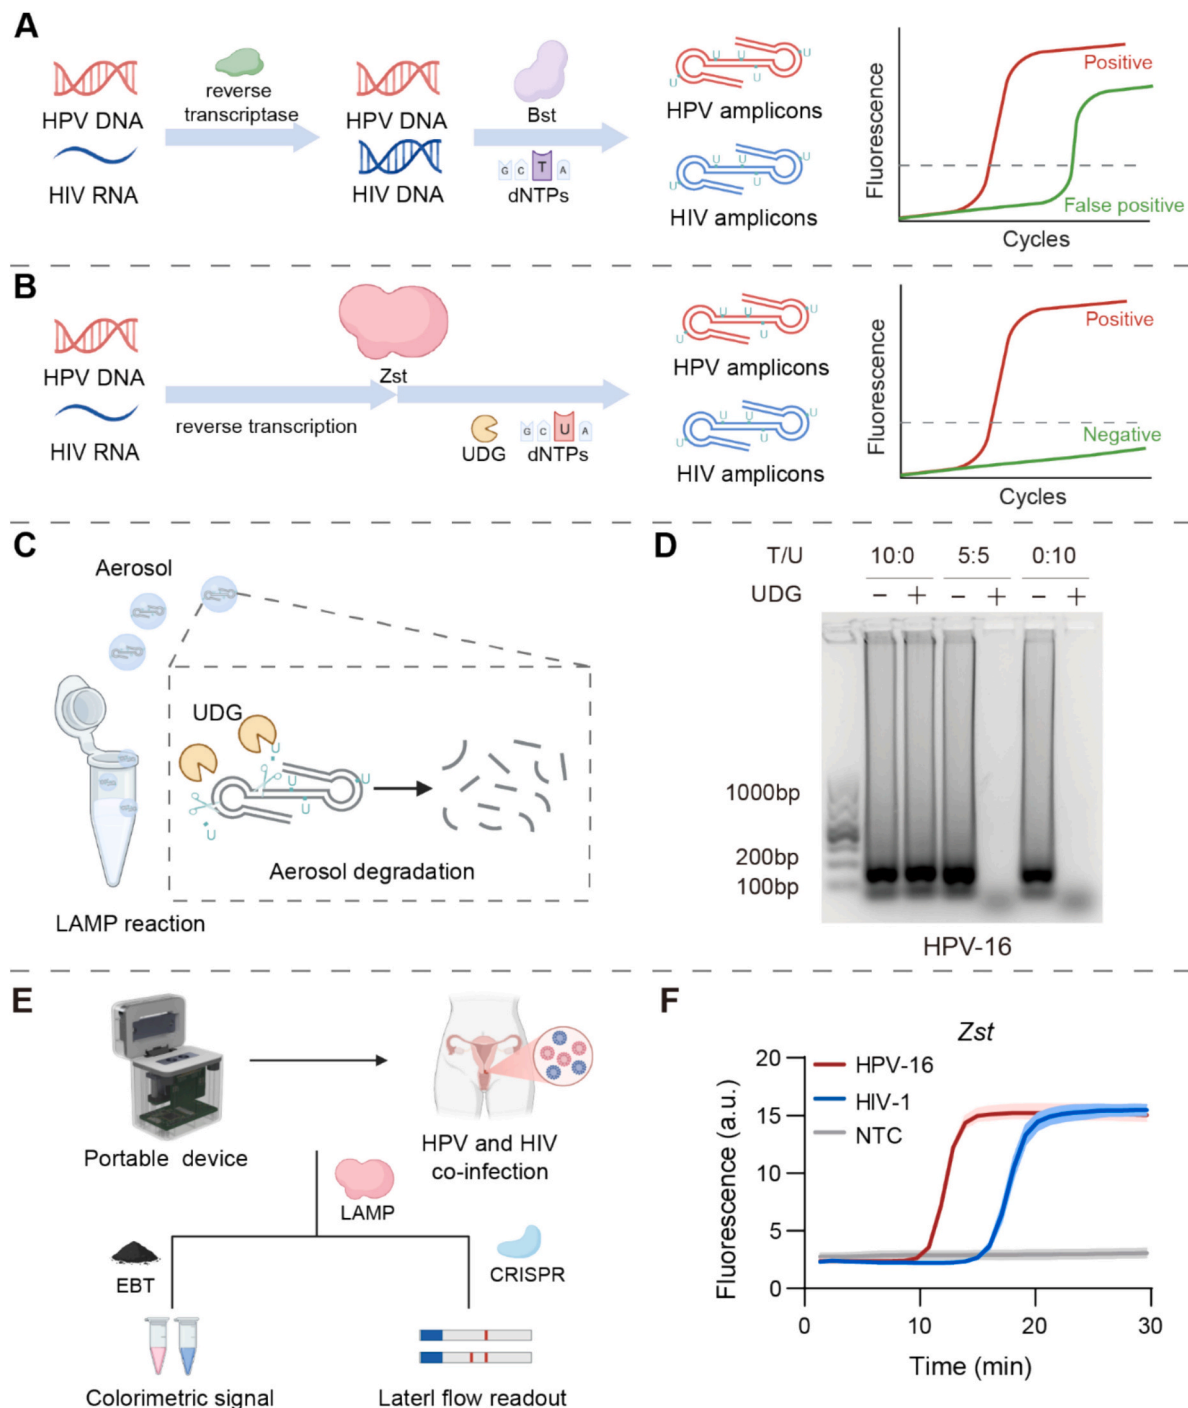 A
HPV DNA
HIV RNA
reverse
transcriptase
HPV DNA
HIV DNA
Bst
G C T A
dNTPs
U U U U
HPV amplicons
U U U U
HIV amplicons
Fluorescence
Positive
False positive
Cycles
B
HPV DNA
HIV RNA
Zst
reverse transcription
UDG
G C U A
dNTPs
U U U U U
HPV amplicons
U U U U U
HIV amplicons
Fluorescence
Positive
Negative
Cycles
C
Aerosol
UDG
U
U
U
U
U
Aerosol degradation
LAMP reaction
D
T/U 10:0 5:5 0:10
UDG − + − + − +
1000bp
200bp
100bp
HPV-16
E
Portable device
HPV and HIV
co-infection
LAMP
EBT
CRISPR
Colorimetric signal
Laterl flow readout
F
Zst
HPV-16
HIV-1
NTC
Fluorescence (a.u.)
20
15
10
5
0
0 10 20 30
Time (min)